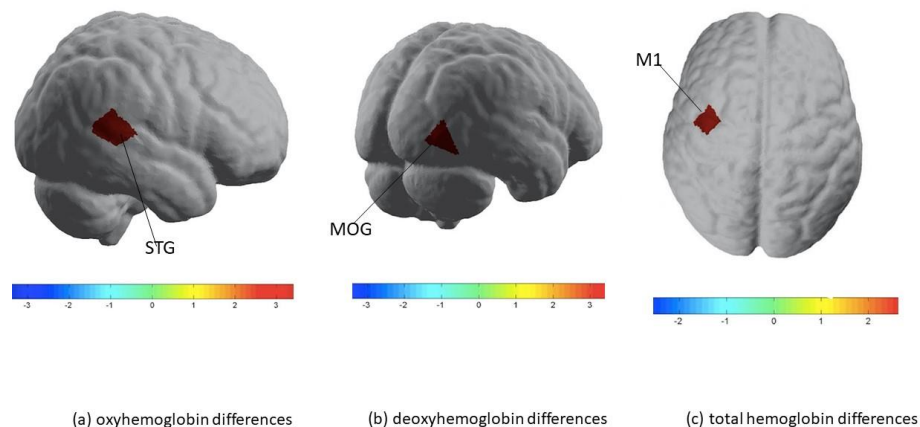 M1
STG
MOG
-3 -2 -1 0 1 2 3
-3 -2 -1 0 1 2 3
-2 -1 0 1 2
(a) oxyhemoglobin differences
(b) deoxyhemoglobin differences
(c) total hemoglobin differences